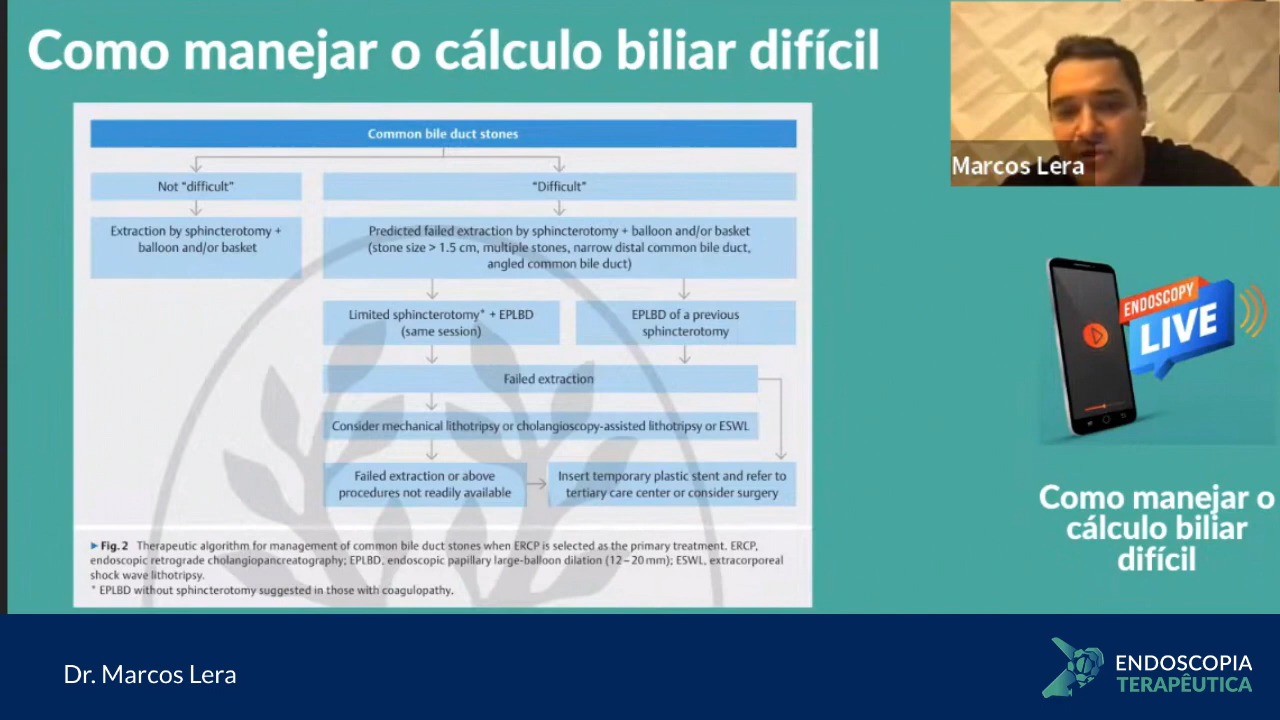 Como manejar o cálculo biliar difícil
Marcos Lera
Common bile duct stones
Not “difficult”
“Difficult”
Extraction by sphincterotomy +
balloon and/or basket
Predicted failed extraction by sphincterotomy + balloon and/or basket
(stone size > 1.5 cm, multiple stones, narrow distal common bile duct,
angled common bile duct)
Limited sphincterotomy* + EPLBD
(same session)
EPLBD of a previous
sphincterotomy
Failed extraction
Consider mechanical lithotripsy or cholangioscopy-assisted lithotripsy or ESWL
Failed extraction or above
procedures not readily available
Insert temporary plastic stent and refer to
tertiary care center or consider surgery
▶ Fig. 2 Therapeutic algorithm for management of common bile duct stones when ERCP is selected as the primary treatment. ERCP,
endoscopic retrograde cholangiopancreatography; EPLBD, endoscopic papillary large-balloon dilation (12–20 mm); ESWL, extracorporeal
shock wave lithotripsy.
* EPLBD without sphincterotomy suggested in those with coagulopathy.
ENDOSCOPY
LIVE
Como manejar o
cálculo biliar
difícil
Dr. Marcos Lera
ENDOSCOPIA
TERAPÊUTICA